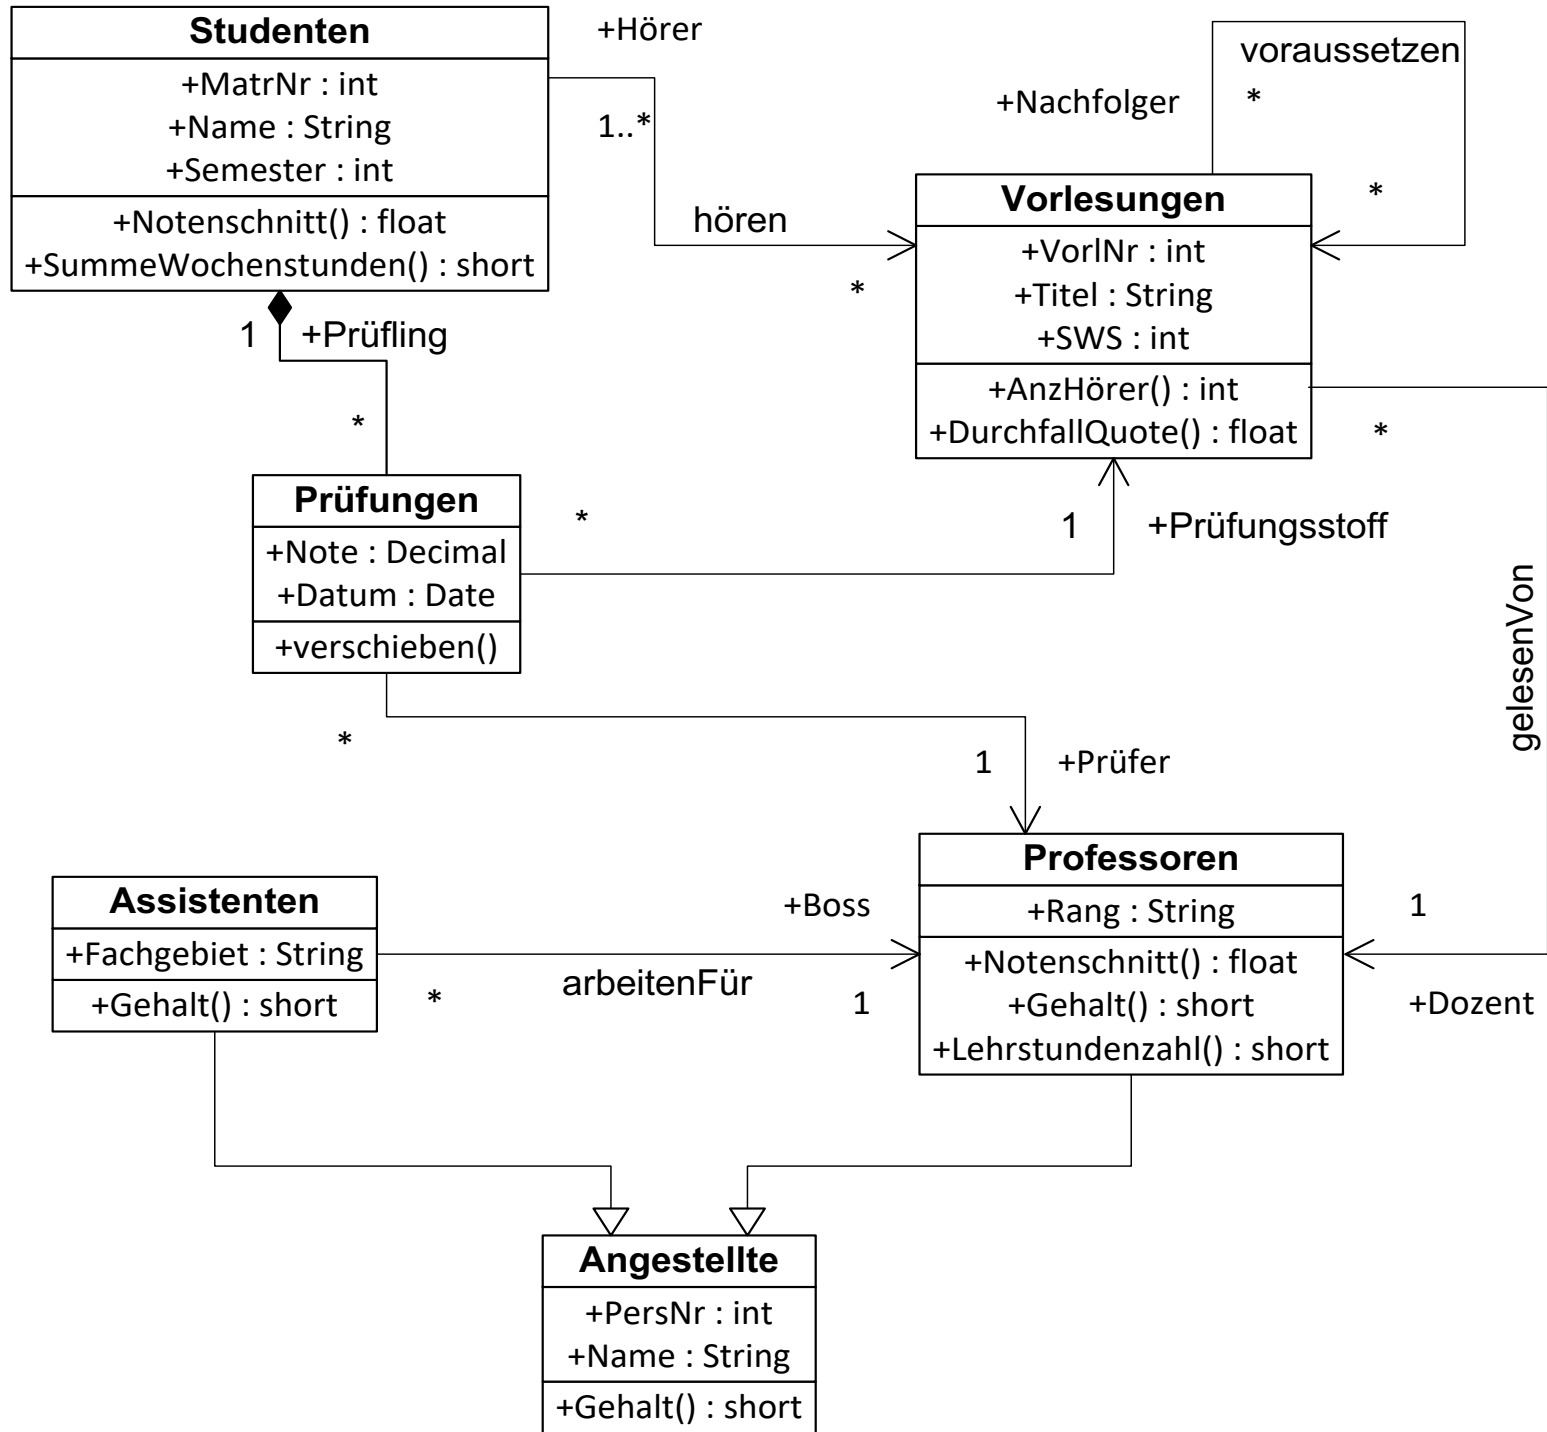 Studenten
+MatrNr : int
+Name : String
+Semester : int
+Notenschnitt() : float
+SummeWochenstunden() : short
+Hörer
1..*
hören
*
voraussetzen
+Nachfolger
*
*
Vorlesungen
+VorlNr : int
+Titel : String
+SWS : int
+AnzHörer() : int
+DurchfallQuote() : float
*
1
+Prüfling
*
Prüfungen
+Note : Decimal
+Datum : Date
+verschieben()
*
1
+Prüfungsstoff
gelesenVon
*
1
+Prüfer
Professoren
+Rang : String
+Notenschnitt() : float
+Gehalt() : short
+Lehrstundenzahl() : short
1
+Dozent
Assistenten
+Fachgebiet : String
+Gehalt() : short
+Boss
*
arbeitenFür
1
Angestellte
+PersNr : int
+Name : String
+Gehalt() : short